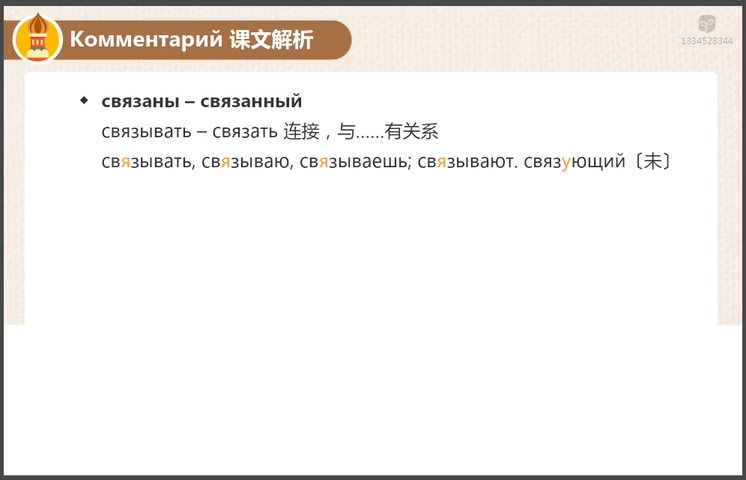 Комментарий 课文解析
1334528344
связаны – связанный
связывать – связать 连接，与……有关系
связывать, связываю, связываешь; связывают. связующий〔未〕